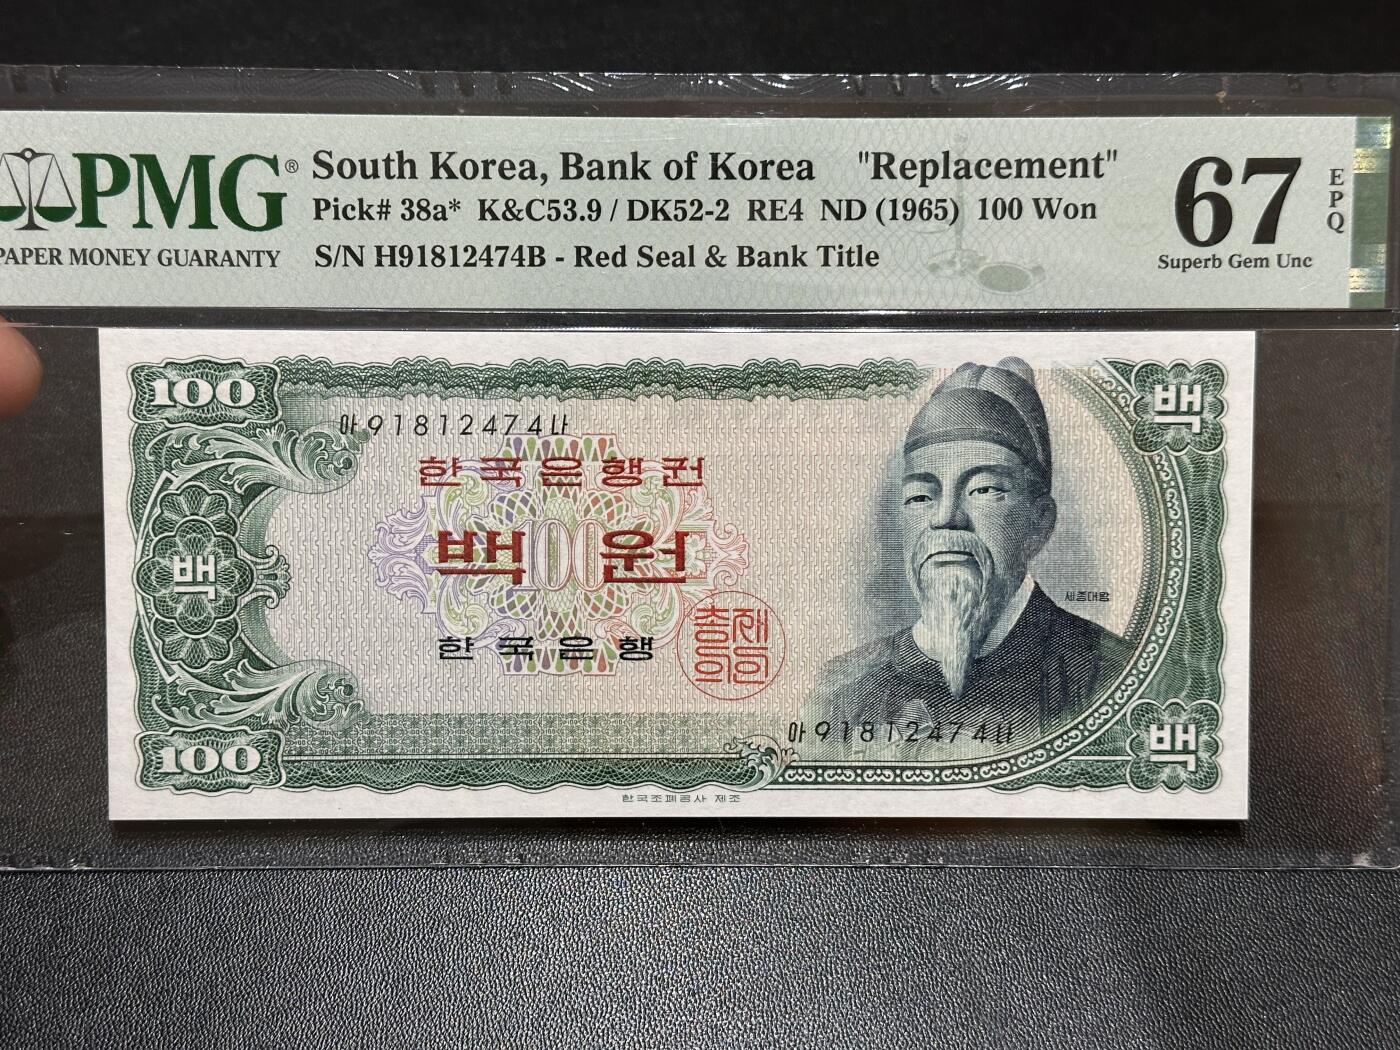 PMG® South Korea, Bank of Korea "Replacement" 67 EPQ
Pick# 38a* K&C53.9 / DK52-2 RE4 ND (1965) 100 Won
PAPER MONEY GUARANTY S/N H91812474B - Red Seal & Bank Title Superb Gem Unc
100 백
아91812474나
한국은행권
백 100 백원
세종대왕
한국은행 총재의인
아91812474나
100 백
한국조폐공사 제조